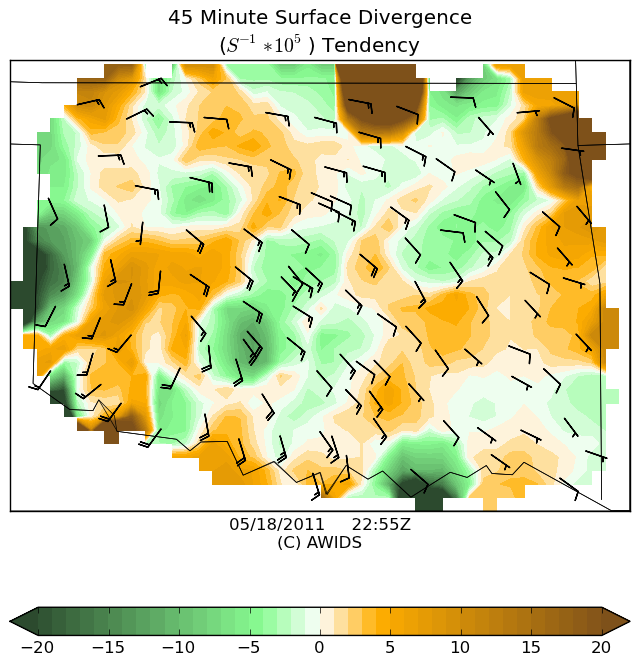 45 Minute Surface Divergence
($S^{-1} * 10^5$ ) Tendency
05/18/2011 22:55Z
(C) AWIDS
−20 −15 −10 −5 0 5 10 15 20